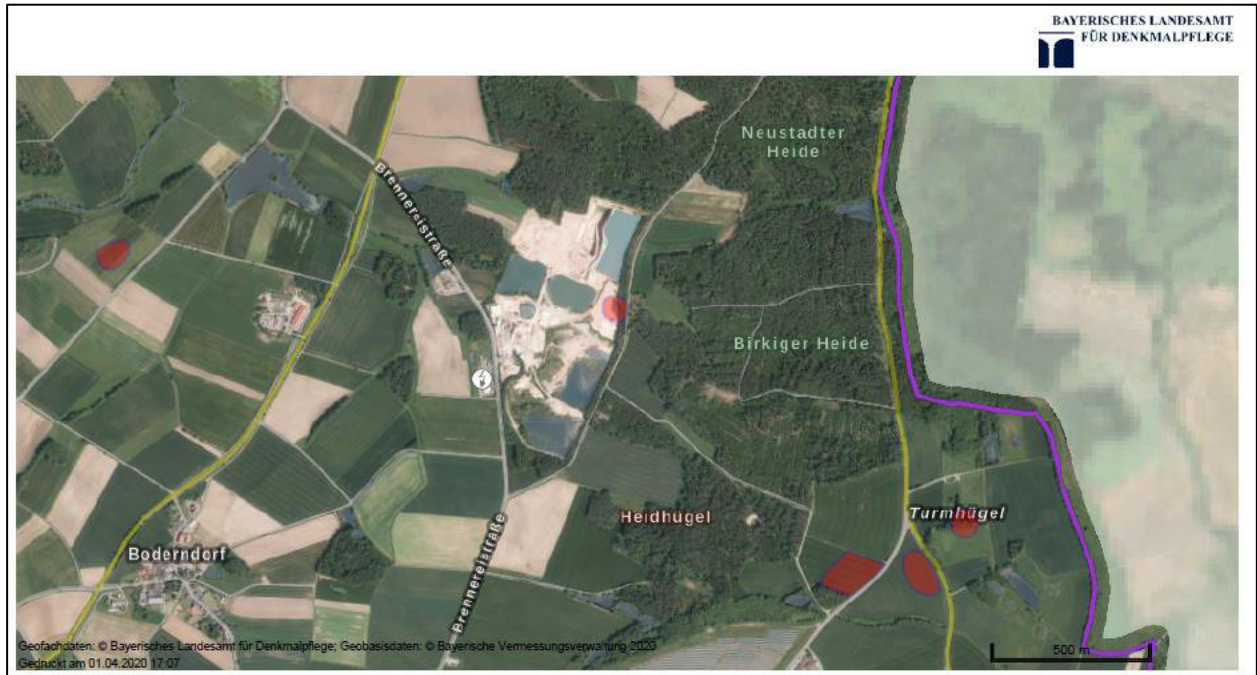 BAYERISCHES LANDESAMT
FÜR DENKMALPFLEGE
Neustadter
Heide
Brennereistraße
Birkiger Heide
Heidhügel
Turmhügel
Boderndorf
Brennereistraße
Geofachdaten: © Bayerisches Landesamt für Denkmalpflege; Geobasisdaten: © Bayerische Vermessungsverwaltung 2020
Gedruckt am 01.04.2020 17:07
500 m